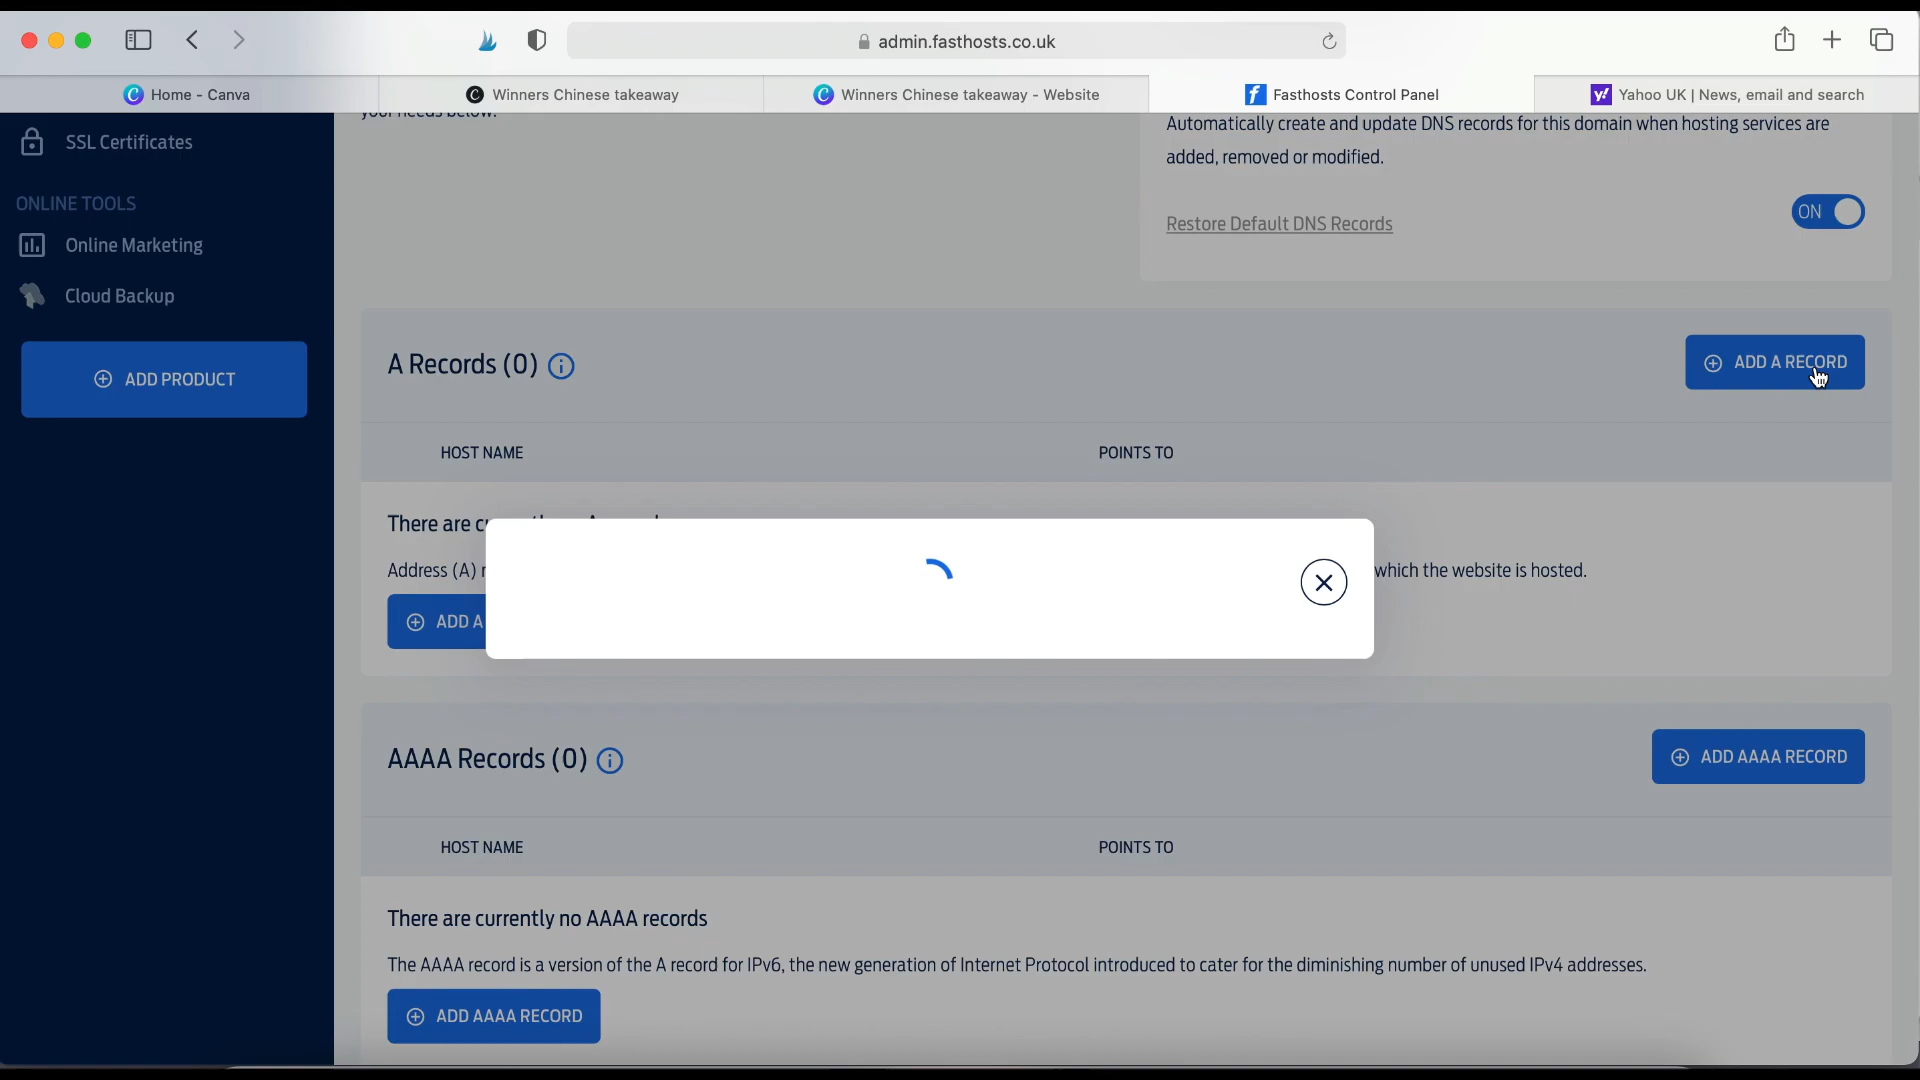 admin.fasthosts.co.uk
Home - Canva
Winners Chinese takeaway
Winners Chinese takeaway - Website
Fasthosts Control Panel
Yahoo UK | News, email and search
SSL Certificates
ONLINE TOOLS
Online Marketing
Cloud Backup
ADD PRODUCT
your needs below.
Automatically create and update DNS records for this domain when hosting services are
added, removed or modified.
Restore Default DNS Records
ON
A Records (0)
ADD A RECORD
HOST NAME
POINTS TO
There are
Address (A)
which the website is hosted.
ADD A
AAAA Records (0)
ADD AAAA RECORD
HOST NAME
POINTS TO
There are currently no AAAA records
The AAAA record is a version of the A record for IPv6, the new generation of Internet Protocol introduced to cater for the diminishing number of unused IPv4 addresses.
ADD AAAA RECORD